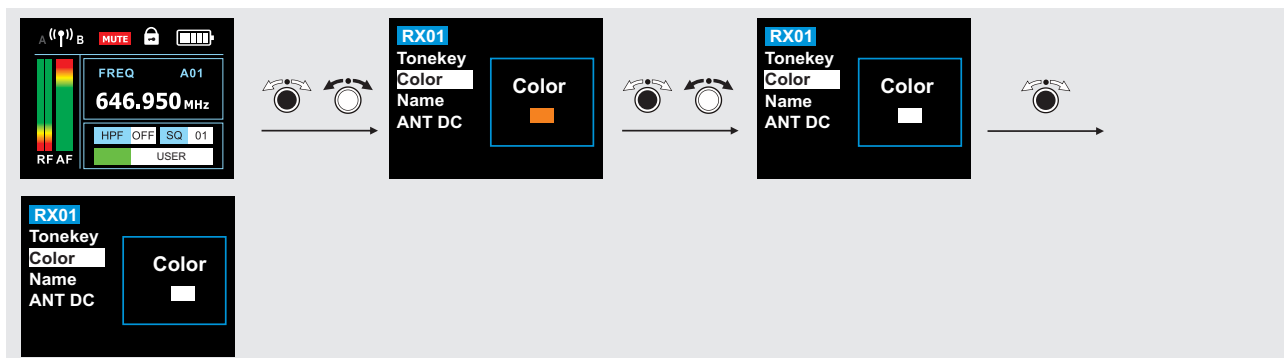 A B MUTE
FREQ A01
646.950 MHz
HPF OFF SQ 01
USER
RF AF
RX01
Tonekey
Color
Name
ANT DC
Color
RX01
Tonekey
Color
Name
ANT DC
Color
RX01
Tonekey
Color
Name
ANT DC
Color